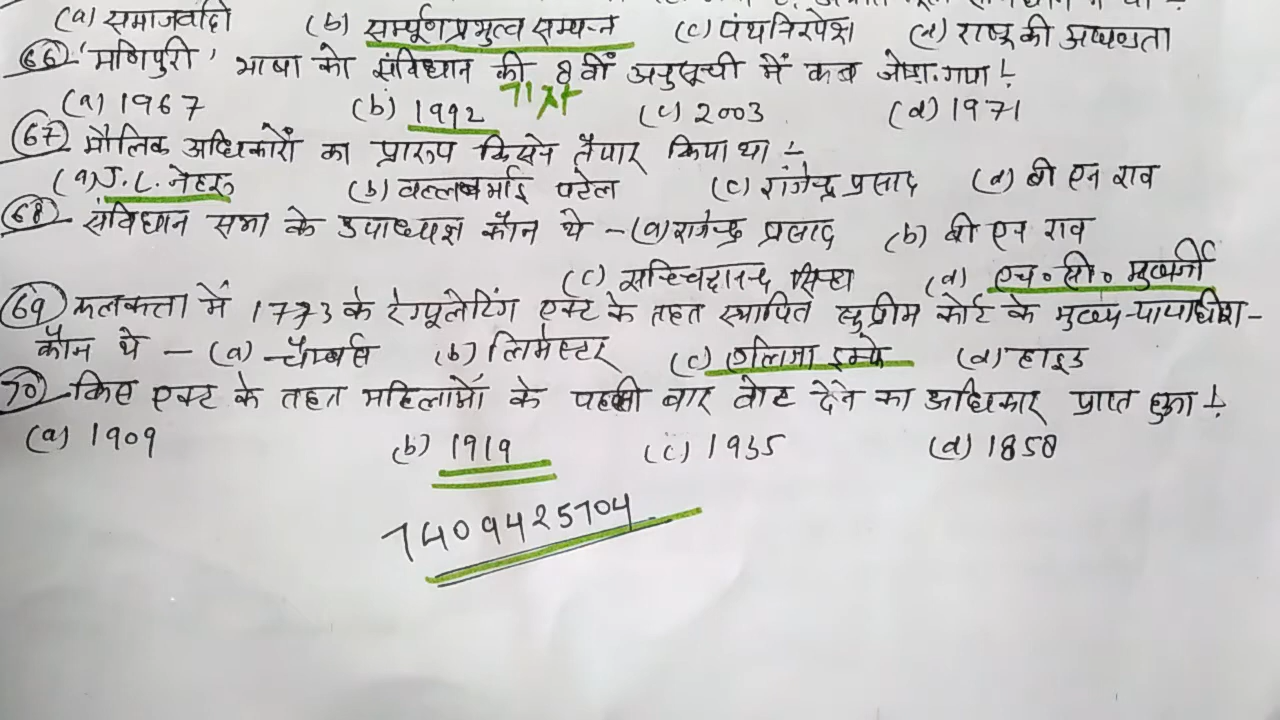 (a) समाजवादी (b) सम्पूर्ण प्रभुत्व सम्पन्न (c) पंथनिरपेक्ष (d) राष्ट्र की अखण्डता
(66) 'मणिपुरी' भाषा को संविधान की 8वीं अनुसूची में कब जोड़ा गया :-
71 XX
(a) 1967 (b) 1992 (c) 2003 (d) 1971
(67) मौलिक अधिकारों का प्रारूप किसने तैयार किया था :-
(a) J. L. नेहरू (b) वल्लभभाई पटेल (c) राजेन्द्र प्रसाद (d) बी एन राव
(68) संविधान सभा के उपाध्यक्ष कौन थे - (a) राजेन्द्र प्रसाद (b) बी एन राव
(c) सच्चिदानन्द सिन्हा (d) एच० सी० मुखर्जी
(69) कलकत्ता में 1773 के रेग्यूलेटिंग एक्ट के तहत स्थापित सुप्रीम कोर्ट के मुख्य न्यायाधीश-
कौन थे - (a) चैम्बर्स (b) लिमेस्टर (c) एलिजा इम्पे (d) हाइड
(70) किस एक्ट के तहत महिलाओं के पहली बार वोट देने का अधिकार प्राप्त हुआ :-
(a) 1909 (b) 1919 (c) 1935 (d) 1858
7409425704